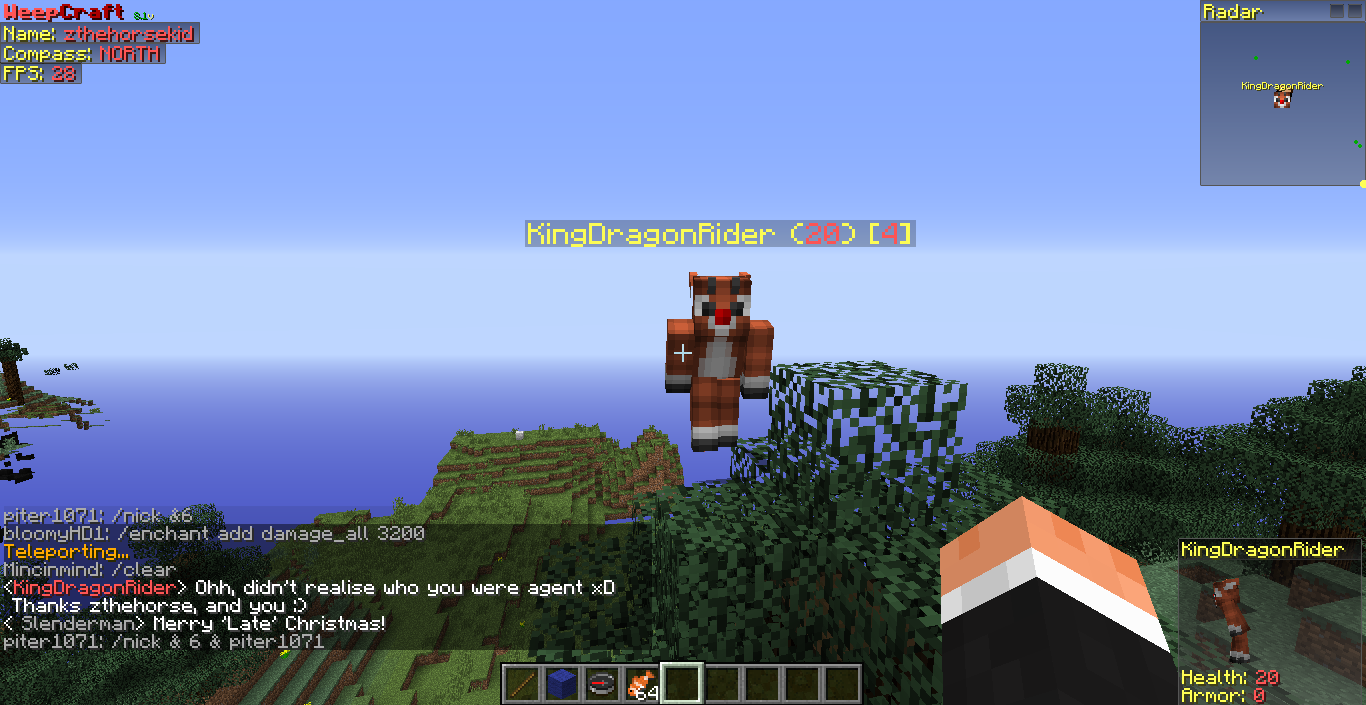 WeepCraft 8.1v
Name: zthehorsekid
Compass: NORTH
FPS: 28
Radar
KingDragonRider
KingDragonRider (20) [4]
piter1071: /nick &6
bloomyHD1: /enchant add damage_all 3200
Teleporting...
Mincinmind: /clear
<KingDragonRider> Ohh, didn't realise who you were agent xD
Thanks zthehorse, and you :)
< Slenderman> Merry 'Late' Christmas!
piter1071: /nick & 6 & piter1071
64
KingDragonRider
Health: 20
Armor: 0